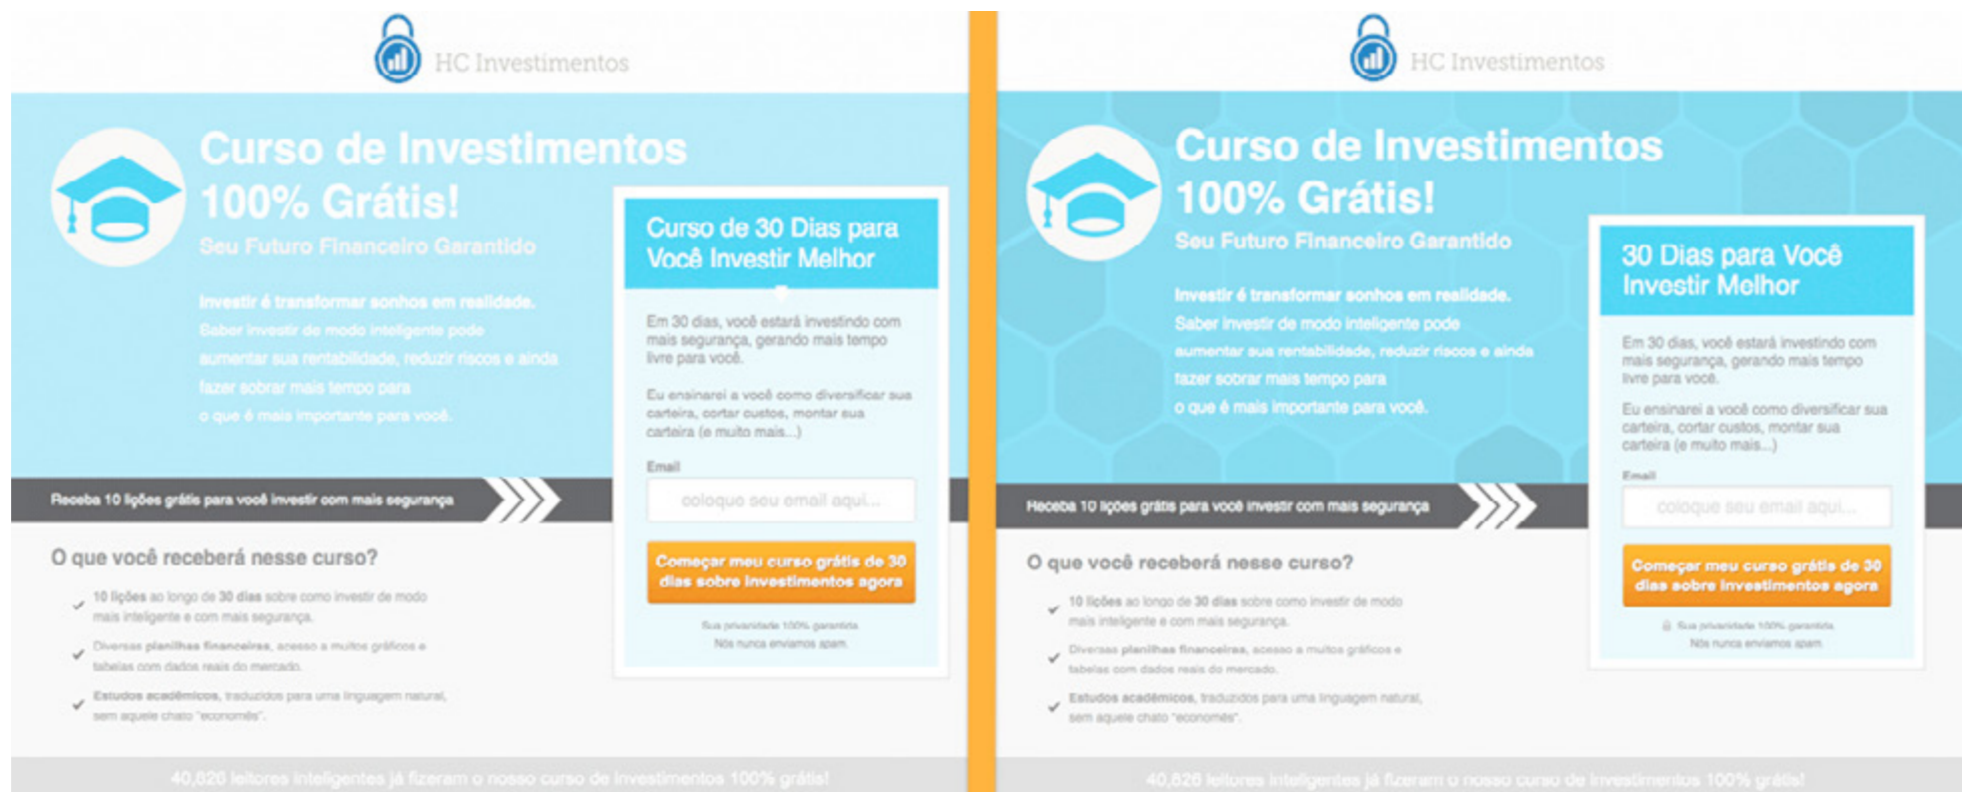 HC Investimentos
Curso de Investimentos
100% Grátis!
Seu Futuro Financeiro Garantido
Investir é transformar sonhos em realidade.
Saber investir de modo inteligente pode
aumentar sua rentabilidade, reduzir riscos e ainda
fazer sobrar mais tempo para
o que é mais importante para você.
Curso de 30 Dias para
Você Investir Melhor
Em 30 dias, você estará investindo com
mais segurança, gerando mais tempo
livre para você.
Eu ensinarei a você como diversificar sua
carteira, cortar custos, montar sua
carteira (e muito mais...)
Email
coloque seu email aqui...
Começar meu curso grátis de 30
dias sobre investimentos agora
Sua privacidade 100% garantida.
Nós nunca enviamos spam.
Receba 10 lições grátis para você investir com mais segurança
O que você receberá nesse curso?
10 lições ao longo de 30 dias sobre como investir de modo
mais inteligente e com mais segurança.
Diversas planilhas financeiras, acesso a muitos gráficos e
tabelas com dados reais do mercado.
Estudos acadêmicos, traduzidos para uma linguagem natural,
sem aquele chato "economês".
40,826 leitores inteligentes já fizeram o nosso curso de investimentos 100% grátis!
HC Investimentos
Curso de Investimentos
100% Grátis!
Seu Futuro Financeiro Garantido
Investir é transformar sonhos em realidade.
Saber investir de modo inteligente pode
aumentar sua rentabilidade, reduzir riscos e ainda
fazer sobrar mais tempo para
o que é mais importante para você.
30 Dias para Você
Investir Melhor
Em 30 dias, você estará investindo com
mais segurança, gerando mais tempo
livre para você.
Eu ensinarei a você como diversificar sua
carteira, cortar custos, montar sua
carteira (e muito mais...)
Email
coloque seu email aqui...
Começar meu curso grátis de 30
dias sobre investimentos agora
Sua privacidade 100% garantida.
Nós nunca enviamos spam.
Receba 10 lições grátis para você investir com mais segurança
O que você receberá nesse curso?
10 lições ao longo de 30 dias sobre como investir de modo
mais inteligente e com mais segurança.
Diversas planilhas financeiras, acesso a muitos gráficos e
tabelas com dados reais do mercado.
Estudos acadêmicos, traduzidos para uma linguagem natural,
sem aquele chato "economês".
40,826 leitores inteligentes já fizeram o nosso curso de investimentos 100% grátis!